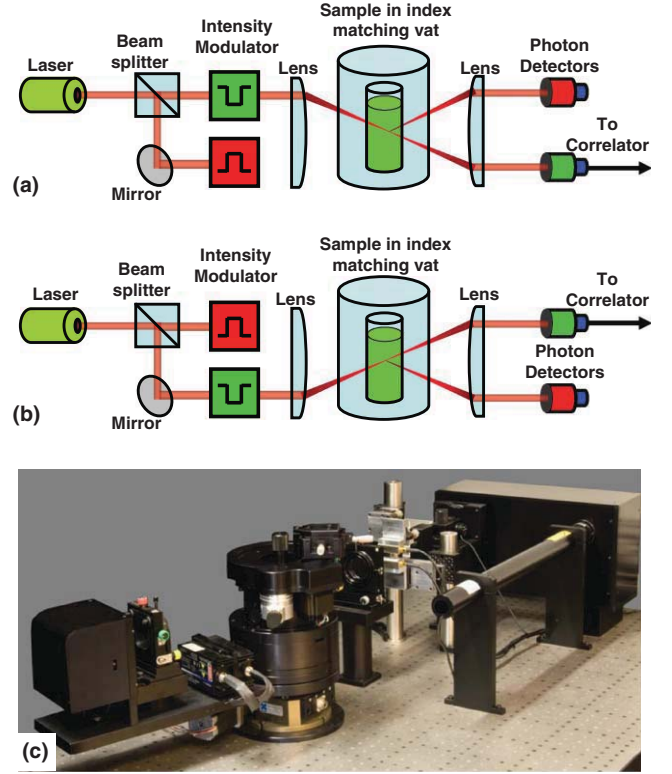 Laser
Beam
splitter
Intensity
Modulator
Lens
Sample in index
matching vat
Lens
Photon
Detectors
To
Correlator
Mirror
(a)
Laser
Beam
splitter
Intensity
Modulator
Lens
Sample in index
matching vat
Lens
To
Correlator
Photon
Detectors
Mirror
(b)
(c)